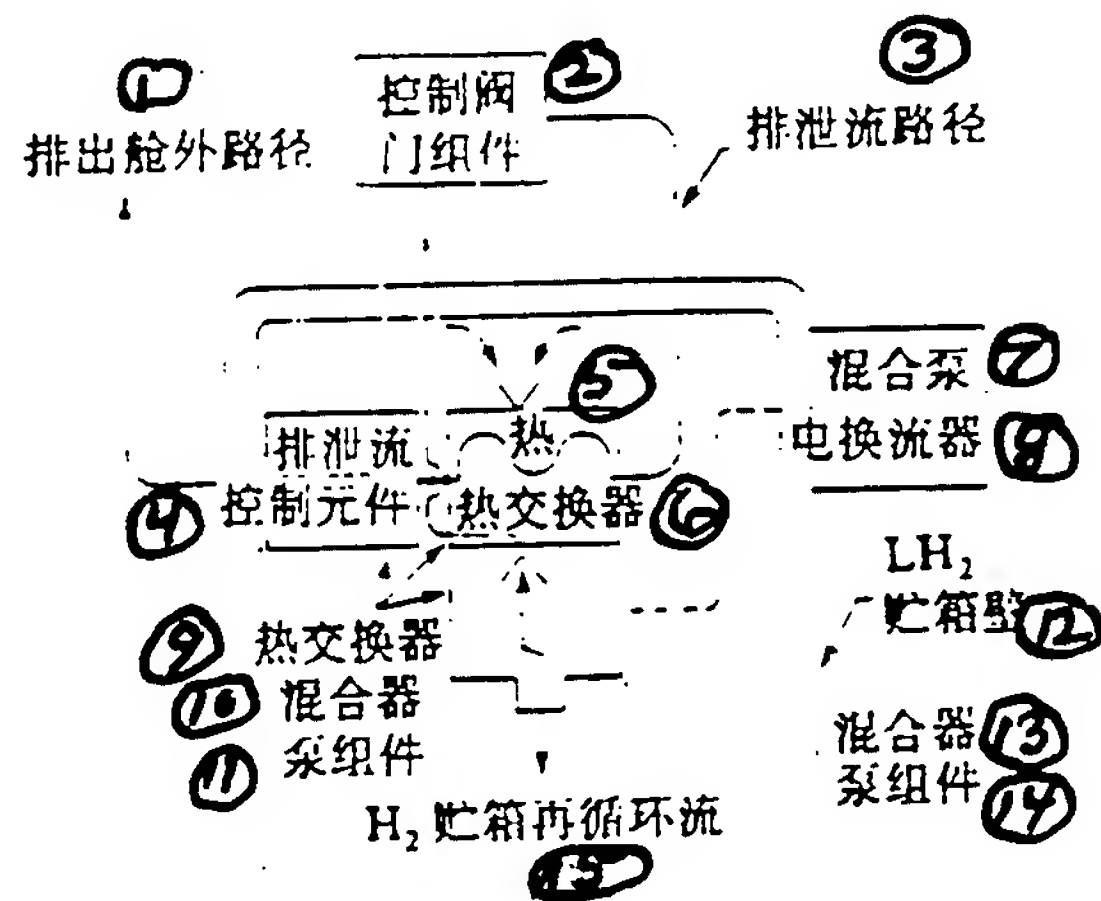 ①
②
③
控制阀
门组件
排出舱外路径
排泄流路径
⑤
热
混合泵 ⑦
电换流器 ⑧
排泄流
④ 控制元件
热交换器 ⑥
LH₂
贮箱壁 ⑫
⑨ 热交换器
⑩ 混合器
⑪ 泵组件
混合器 ⑬
泵组件 ⑭
H₂ 贮箱再循环流
⑮